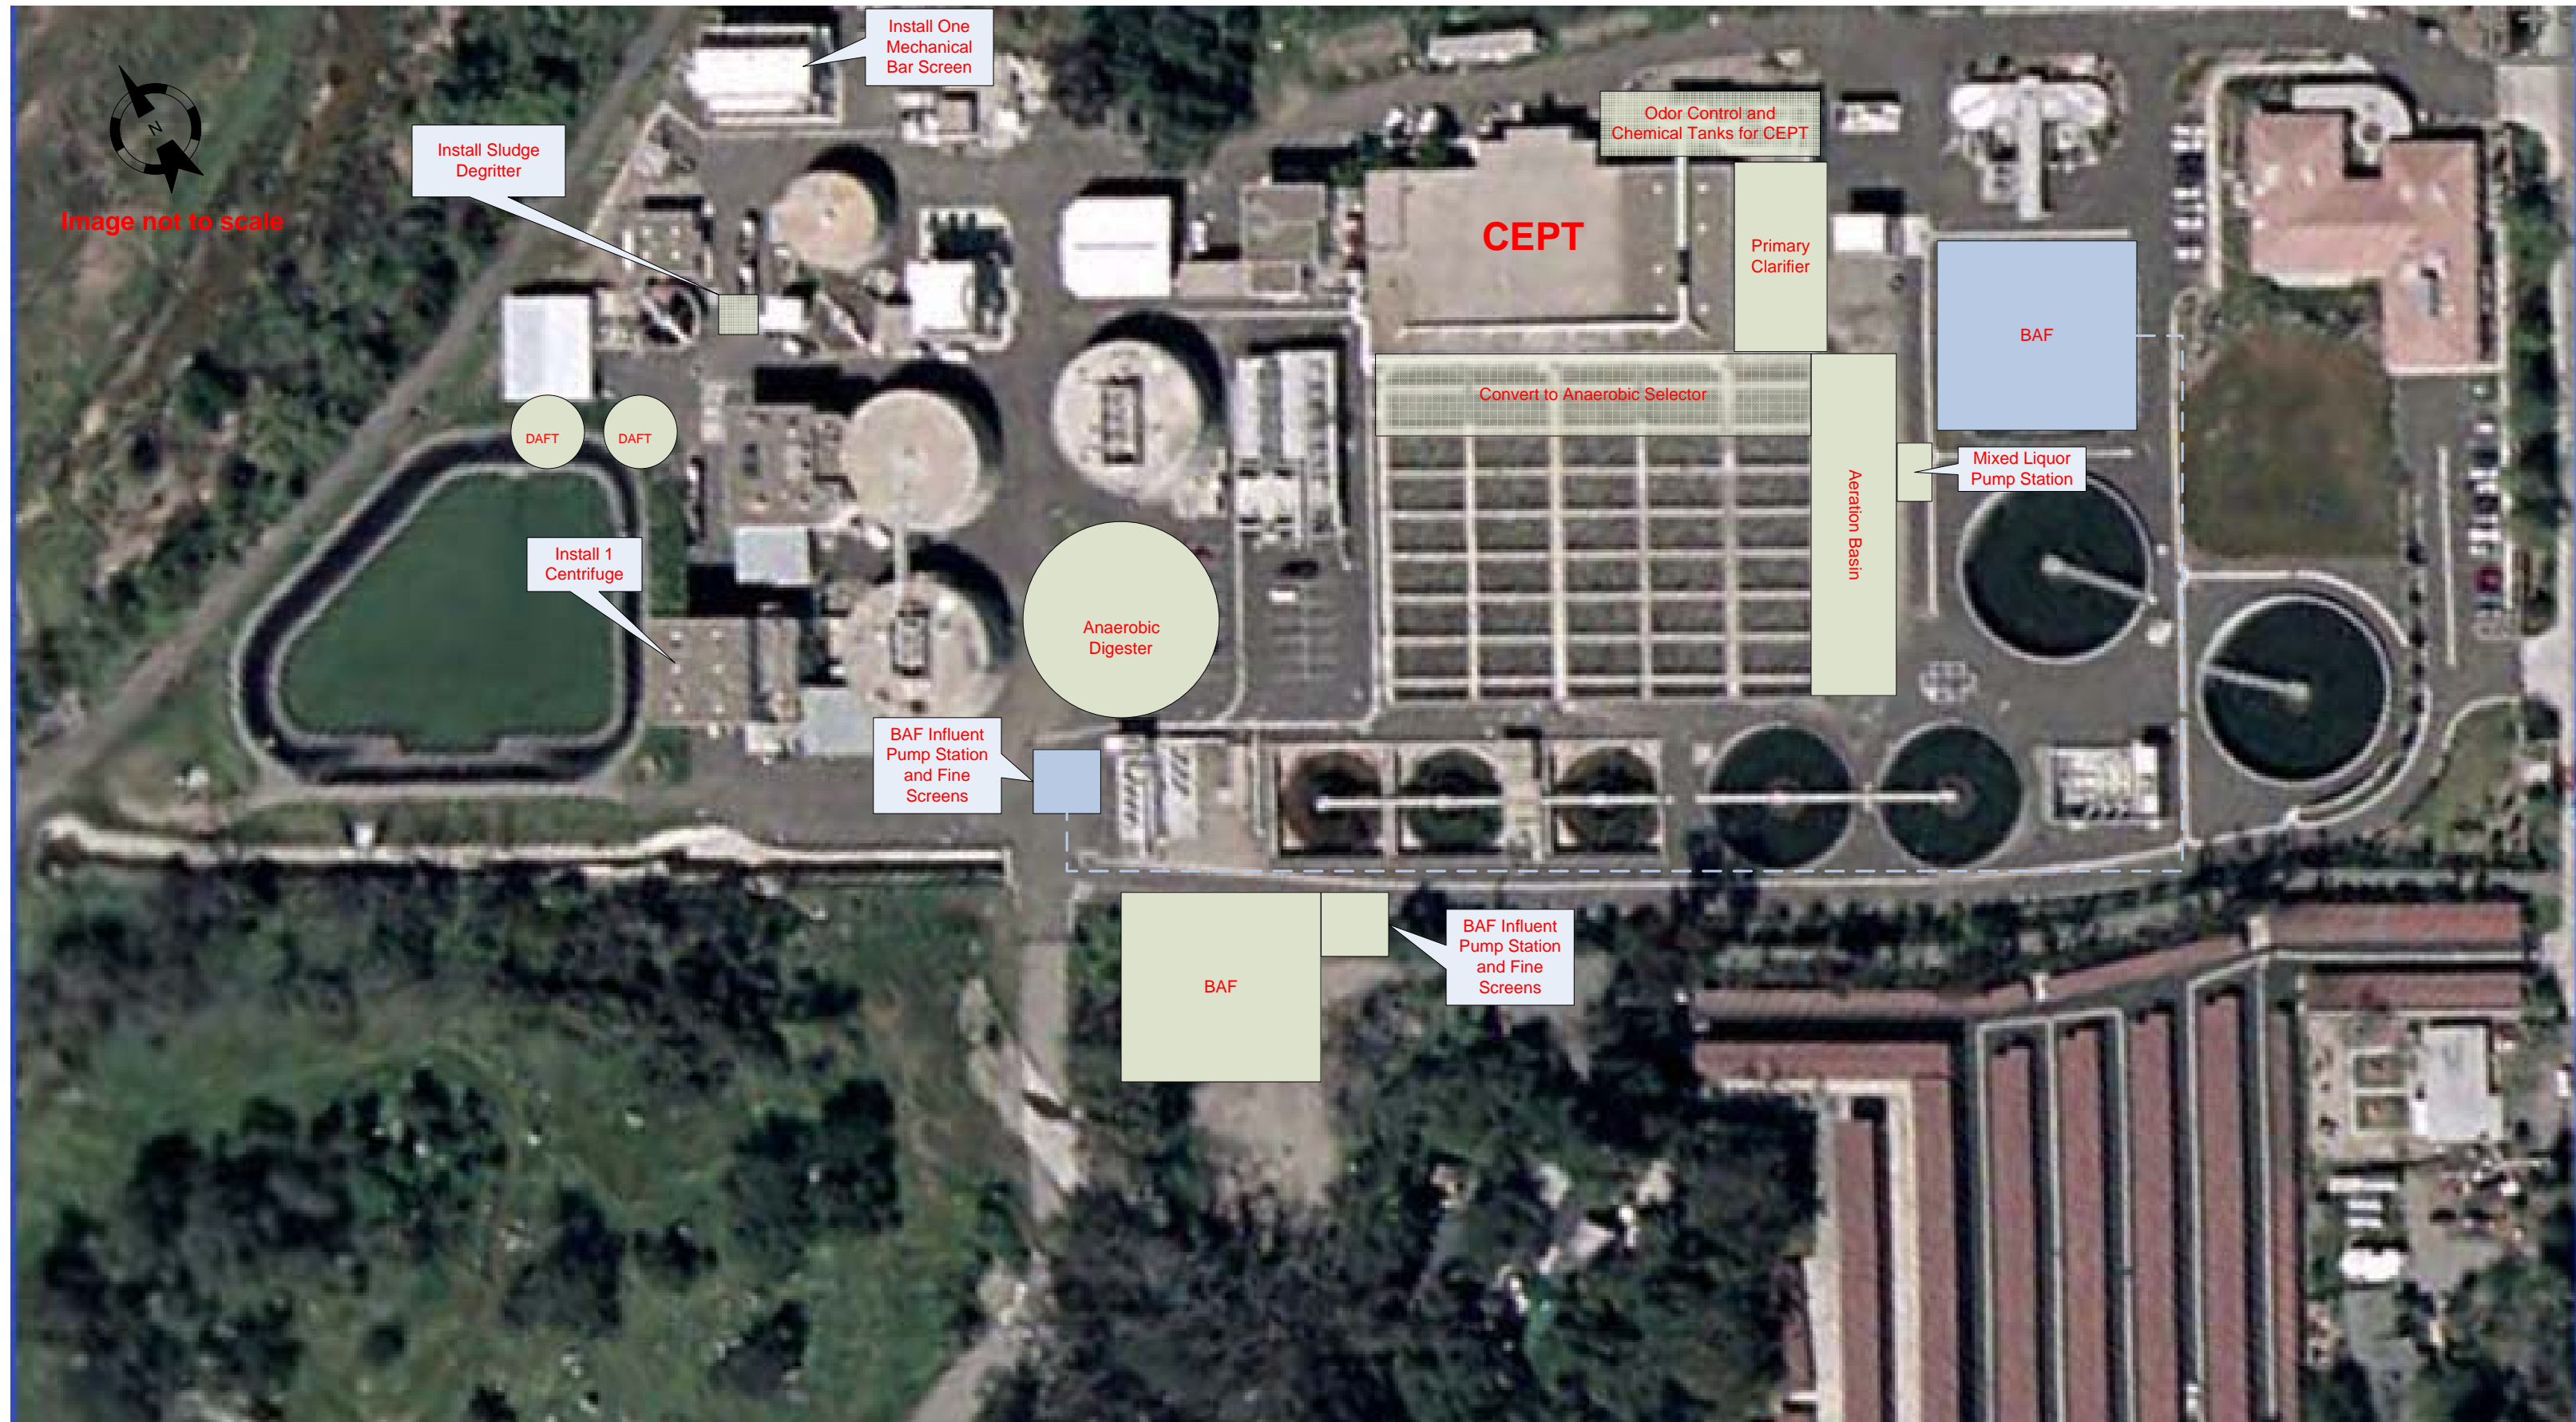 Install One
Mechanical
Bar Screen
N
Image not to scale
Install Sludge
Degritter
Odor Control and
Chemical Tanks for CEPT
CEPT
Primary
Clarifier
BAF
Convert to Anaerobic Selector
DAFT
DAFT
Mixed Liquor
Pump Station
Aeration Basin
Install 1
Centrifuge
Anaerobic
Digester
BAF Influent
Pump Station
and Fine
Screens
BAF
BAF Influent
Pump Station
and Fine
Screens